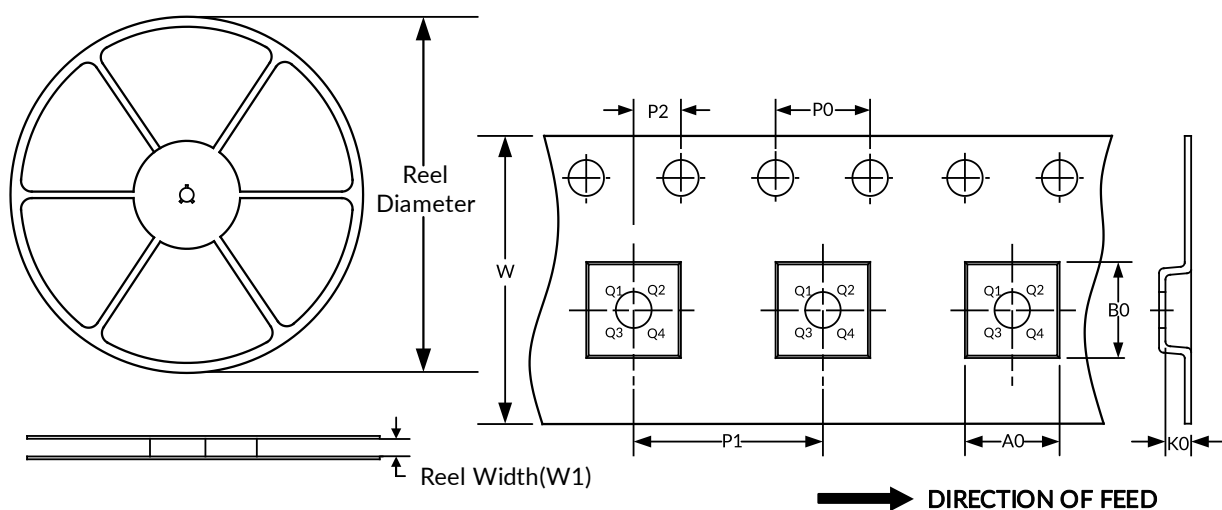 P2
P0
Reel
Diameter
W
Q1 Q2
Q3 Q4
Q1 Q2
Q3 Q4
Q1 Q2
Q3 Q4
B0
P1
A0
K0
Reel Width(W1)
DIRECTION OF FEED